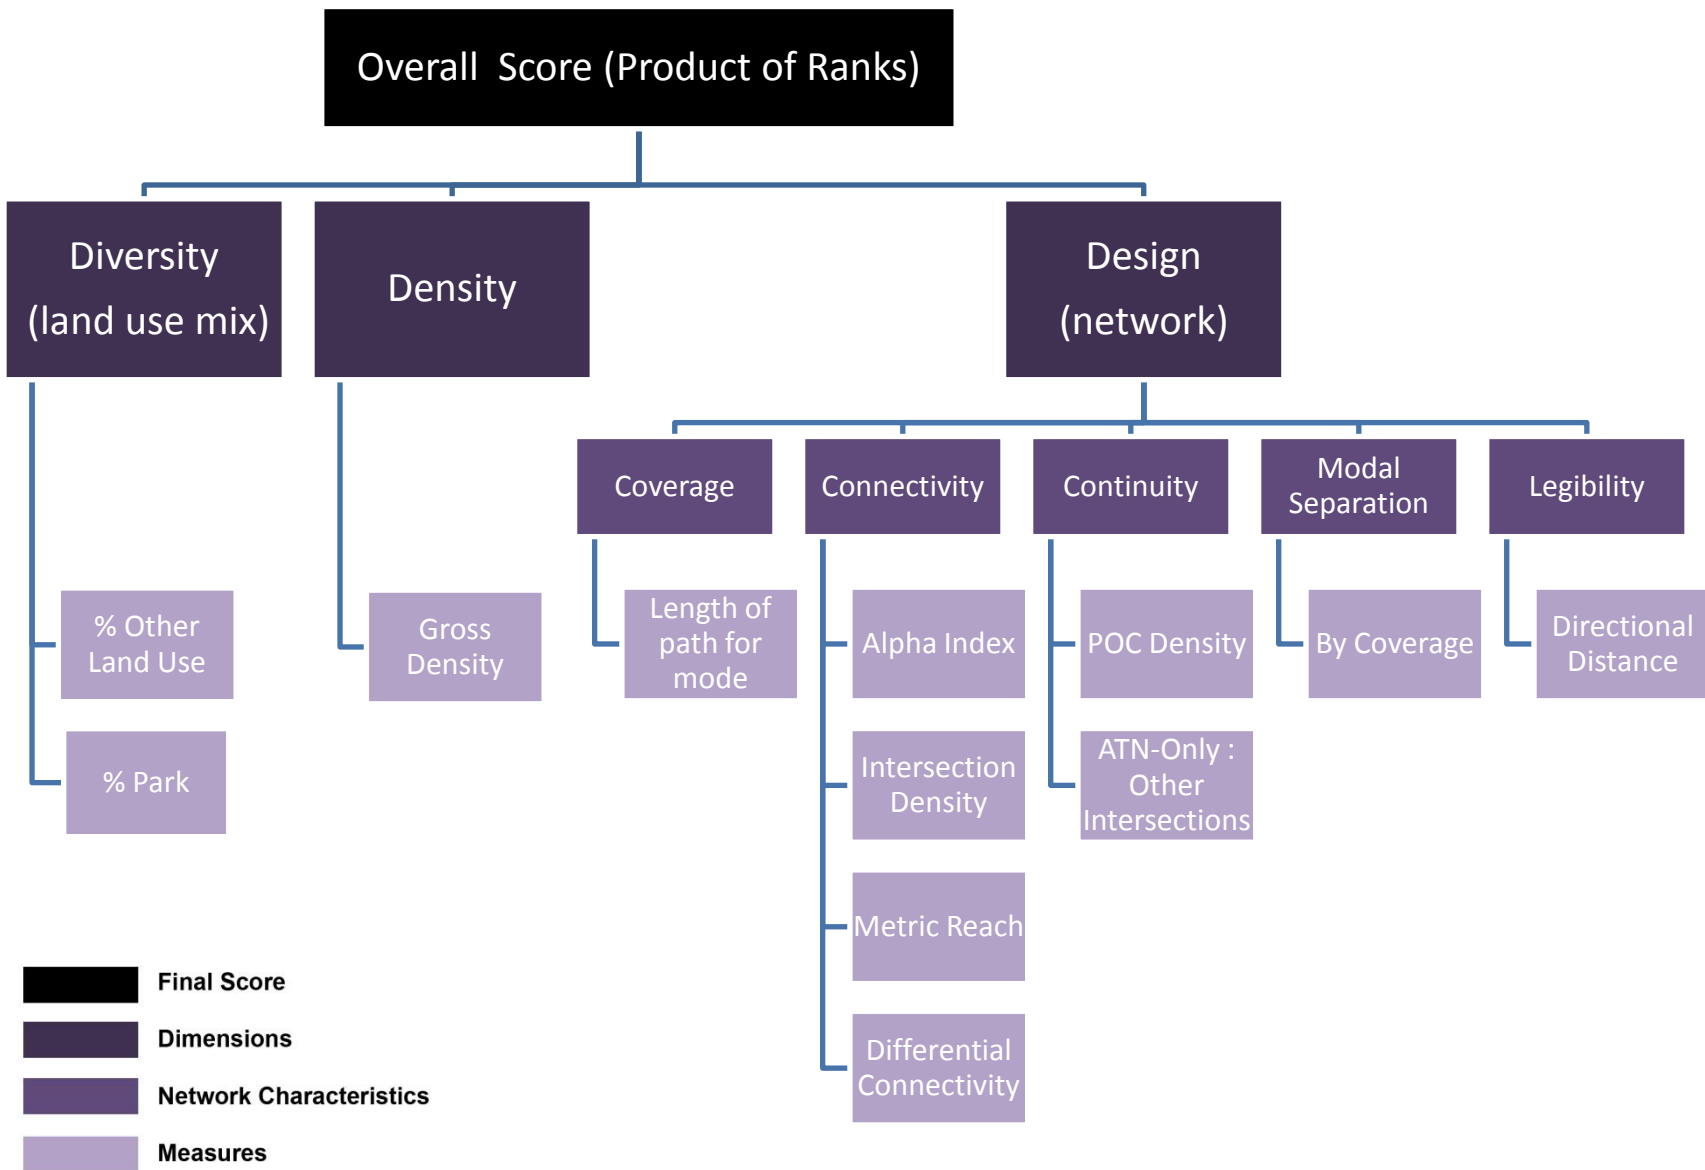 Overall  Score (Product of Ranks)
Diversity
(land use mix)
Density
Design
(network)
Coverage
Connectivity
Continuity
Modal
Separation
Legibility
% Other
Land Use
% Park
Gross
Density
Length of
path for
mode
Alpha Index
Intersection
Density
Metric Reach
Differential
Connectivity
POC Density
ATN-Only :
Other
Intersections
By Coverage
Directional
Distance
Final Score
Dimensions
Network Characteristics
Measures